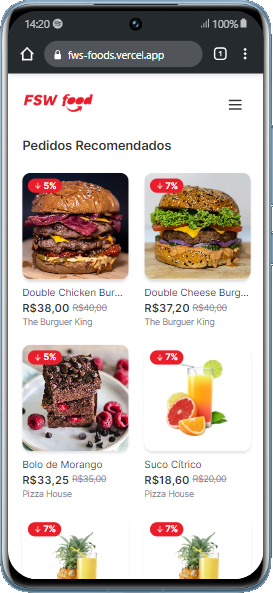 14:20
100%
fws-foods.vercel.app
1
FSW food
Pedidos Recomendados
5%
7%
Double Chicken Bur...
Double Cheese Burg...
R$38,00 R$40,00
R$37,20 R$40,00
The Burguer King
The Burguer King
5%
7%
Bolo de Morango
Suco Cítrico
R$33,25 R$35,00
R$18,60 R$20,00
Pizza House
Pizza House
7%
7%